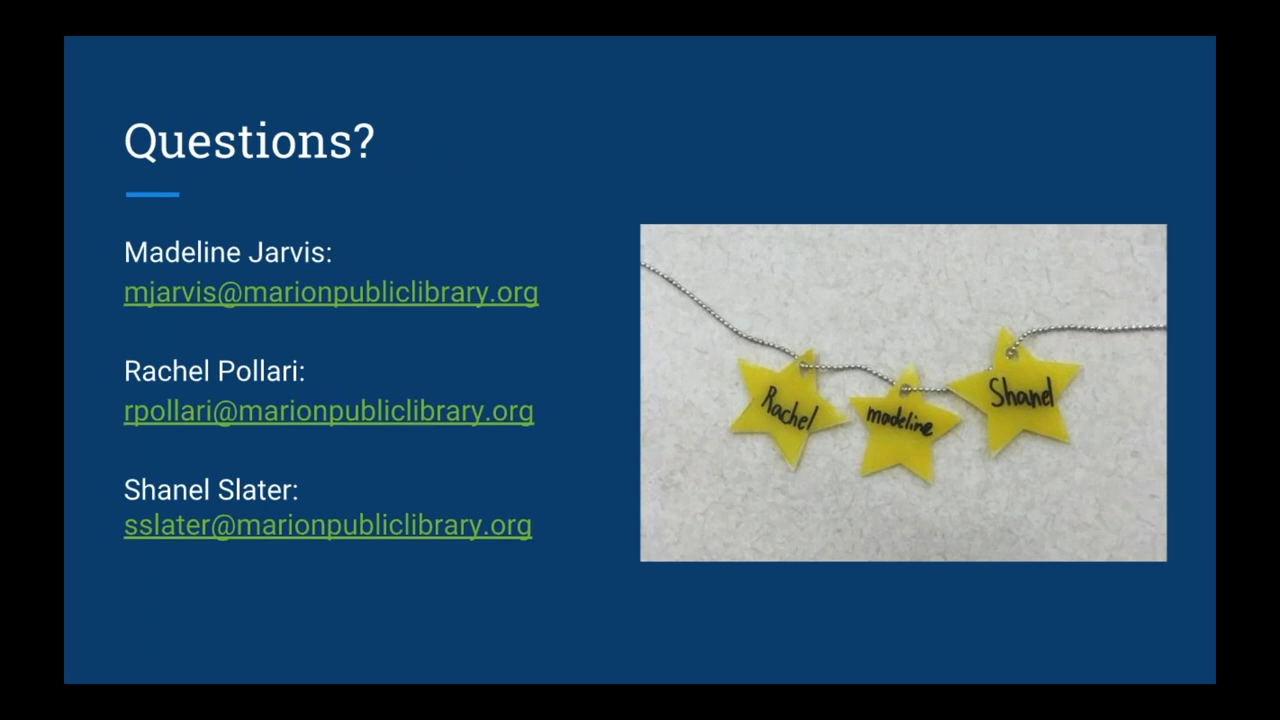 Questions?
Madeline Jarvis:
mjarvis@marionpubliclibrary.org
Rachel Pollari:
rpollari@marionpubliclibrary.org
Shanel Slater:
sslater@marionpubliclibrary.org
Rachel
madeline
Shanel